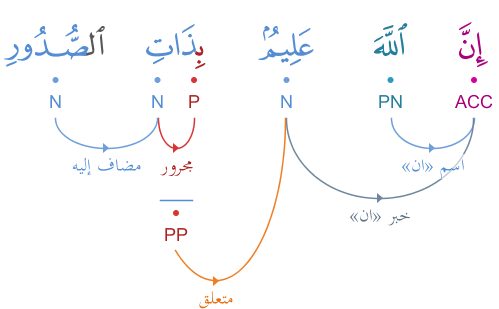 إِنَّ ٱللَّهَ عَلِيمٌۢ بِذَاتِ ٱلصُّدُورِ
ACC PN N P N N
اسم «ان» مجرور مضاف إليه
خبر «ان»
PP
متعلق